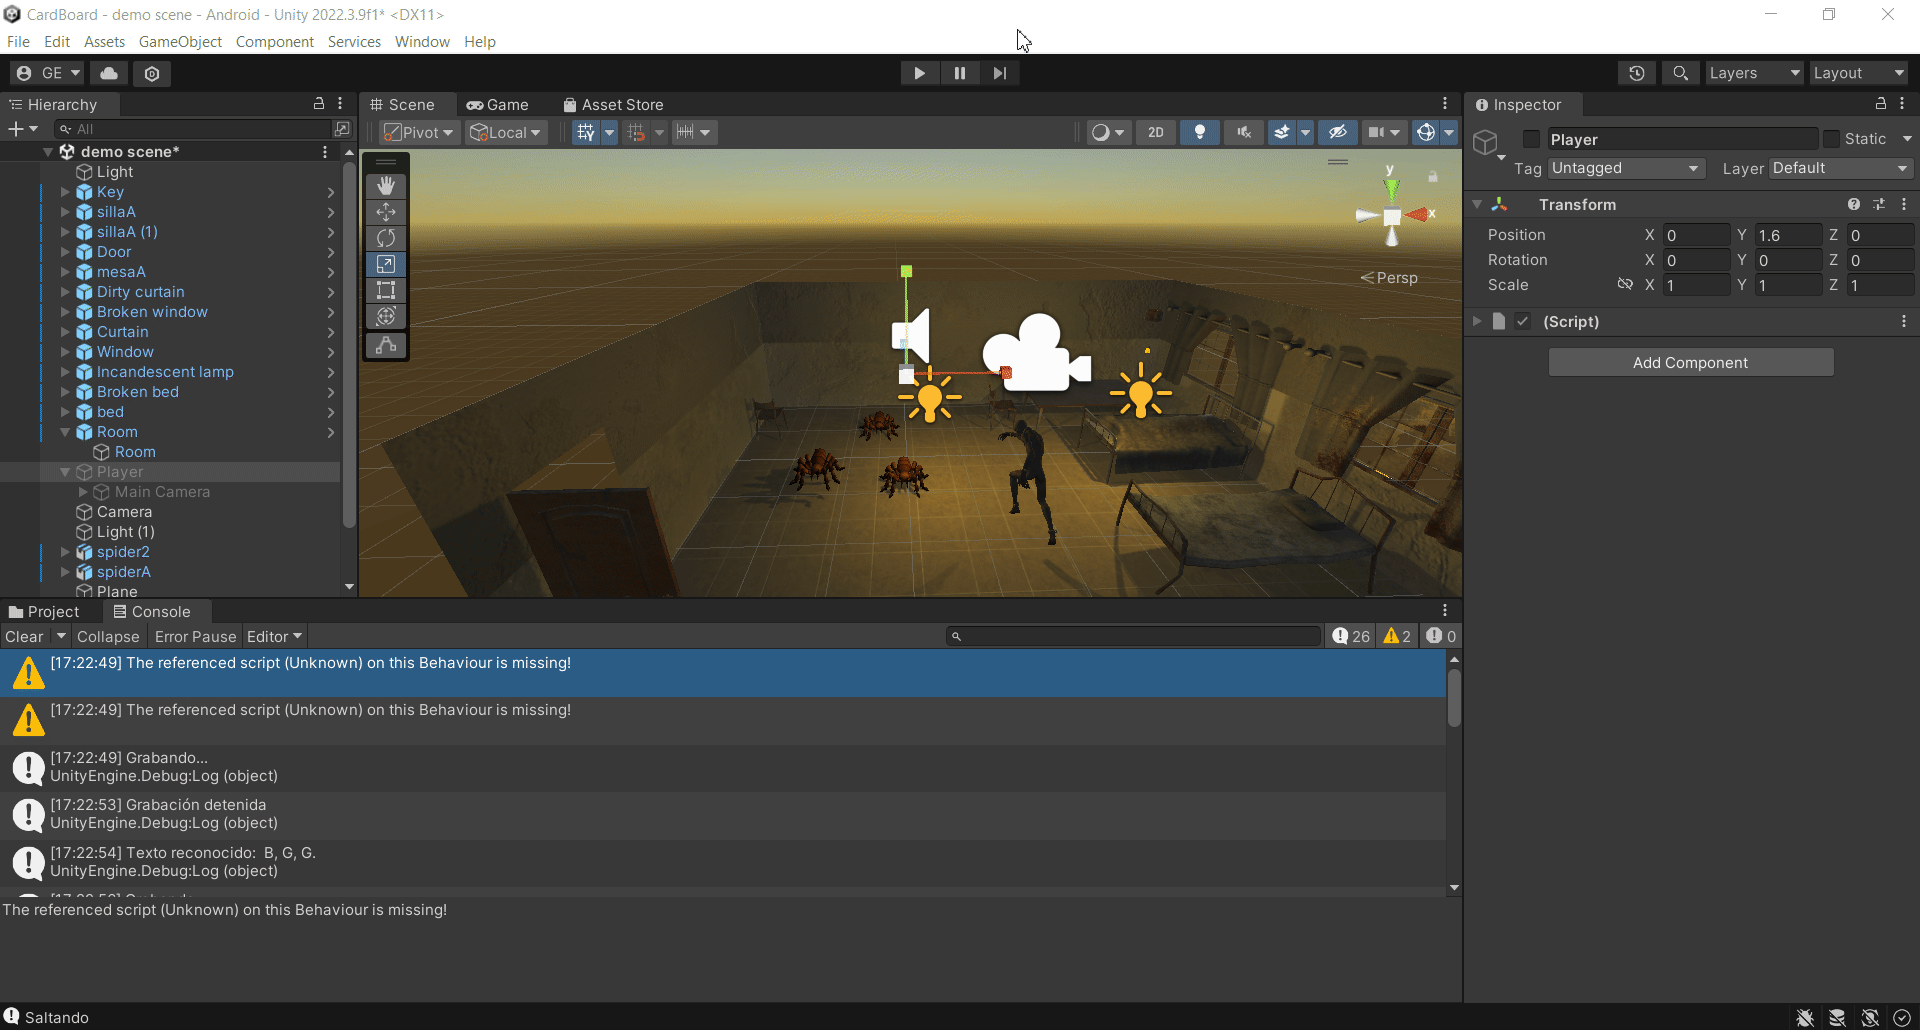 CardBoard - demo scene - Android - Unity 2022.3.9f1* <DX11>
File Edit Assets GameObject Component Services Window Help
GE
Layers
Layout
Hierarchy
Scene
Game
Asset Store
Inspector
All
Pivot
Local
2D
Player
Static
Tag Untagged
Layer Default
demo scene*
Light
Key
sillaA
sillaA (1)
Door
mesaA
Dirty curtain
Broken window
Curtain
Window
Incandescent lamp
Broken bed
bed
Room
Room
Player
Main Camera
Camera
Light (1)
spider2
spiderA
Plane
y
x
Persp
Transform
Position X 0 Y 1.6 Z 0
Rotation X 0 Y 0 Z 0
Scale X 1 Y 1 Z 1
(Script)
Add Component
Project
Console
Clear Collapse Error Pause Editor
26 2 0
[17:22:49] The referenced script (Unknown) on this Behaviour is missing!
[17:22:49] The referenced script (Unknown) on this Behaviour is missing!
[17:22:49] Grabando...
UnityEngine.Debug:Log (object)
[17:22:53] Grabación detenida
UnityEngine.Debug:Log (object)
[17:22:54] Texto reconocido:  B, G, G.
UnityEngine.Debug:Log (object)
The referenced script (Unknown) on this Behaviour is missing!
Saltando